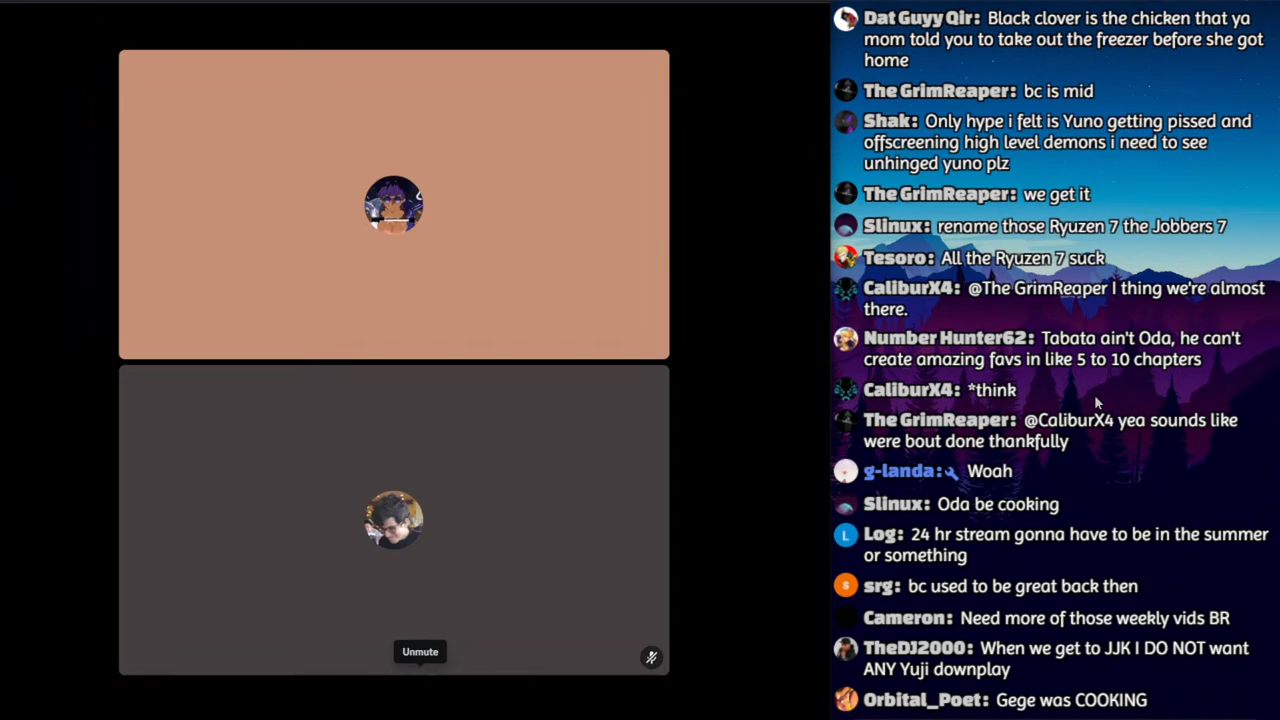 Dat Guyy Qir: Black clover is the chicken that ya
mom told you to take out the freezer before she got
home
The GrimReaper: bc is mid
Shak: Only hype i felt is Yuno getting pissed and
offscreening high level demons i need to see
unhinged yuno plz
The GrimReaper: we get it
Slinux: rename those Ryuzen 7 the Jobbers 7
Tesoro: All the Ryuzen 7 suck
CaliburX4: @The GrimReaper I thing we're almost
there.
Number Hunter62: Tabata ain't Oda, he can't
create amazing favs in like 5 to 10 chapters
CaliburX4: *think
The GrimReaper: @CaliburX4 yea sounds like
were bout done thankfully
g-landa: Woah
Slinux: Oda be cooking
L Log: 24 hr stream gonna have to be in the summer
or something
s srg: bc used to be great back then
Cameron: Need more of those weekly vids BR
TheDJ2000: When we get to JJK I DO NOT want
ANY Yuji downplay
Orbital_Poet: Gege was COOKING
Unmute